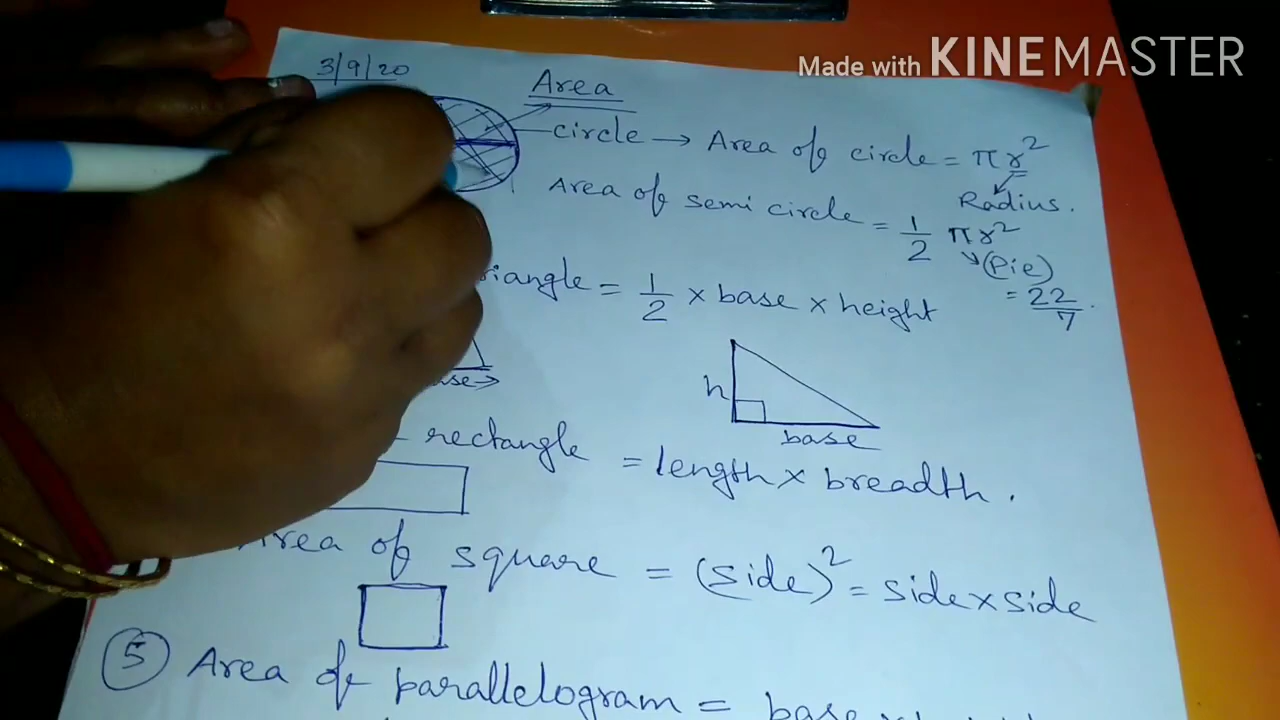 Made with KINEMASTER
3/9/20
Area
circle → Area of circle = πr²
Radius.
Area of semi circle = 1/2 πr²
(Pie)
= 22/7.
riangle = 1/2 × base × height
h
base
rectangle = length × breadth.
Area of square = (side)² = side × side
⑤ Area of parallelogram = base